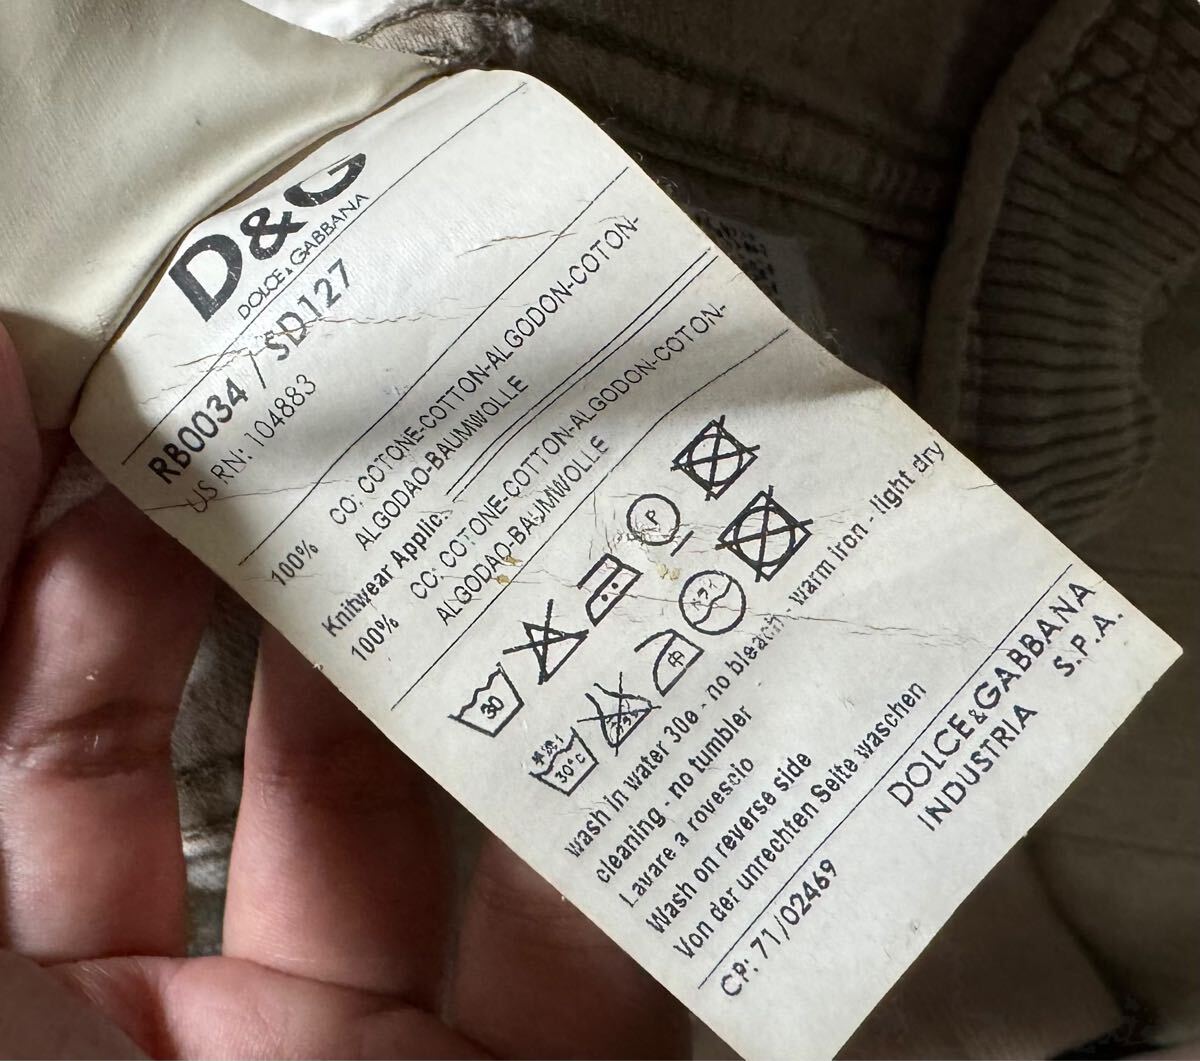 D&G
DOLCE&GABBANA
RB0034 / SD127
US RN: 104883
100% CO: COTONE-COTTON-ALGODON-COTON-
ALGODAO-BAUMWOLLE
Knitwear Applic.
100% CO: COTONE-COTTON-ALGODON-COTON-
ALGODAO-BAUMWOLLE
30
P
30°C
中
wash in water 30e - no bleach - warm iron - light dry
cleaning - no tumbler
Lavare a rovescio
Wash on reverse side
Von der unrechten Seite waschen
DOLCE&GABBANA
INDUSTRIA S.P.A.
CP: 71/02469